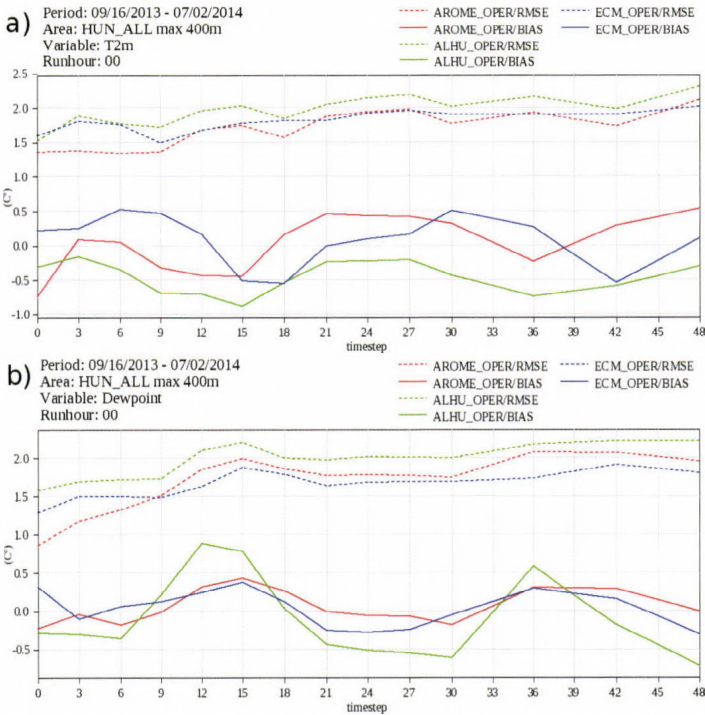 a)
Period: 09/16/2013 - 07/02/2014
Area: HUN_ALL max 400m
Variable: T2m
Runhour: 00
AROME_OPER/RMSE
AROME_OPER/BIAS
ALHU_OPER/RMSE
ALHU_OPER/BIAS
ECM_OPER/RMSE
ECM_OPER/BIAS
2.5
2.0
1.5
1.0
0.5
0.0
-0.5
-1.0
(C°)
0 3 6 9 12 15 18 21 24 27 30 33 36 39 42 45 48
timestep
b)
Period: 09/16/2013 - 07/02/2014
Area: HUN_ALL max 400m
Variable: Dewpoint
Runhour: 00
AROME_OPER/RMSE
AROME_OPER/BIAS
ALHU_OPER/RMSE
ALHU_OPER/BIAS
ECM_OPER/RMSE
ECM_OPER/BIAS
2.0
1.5
1.0
0.5
0.0
-0.5
(C°)
0 3 6 9 12 15 18 21 24 27 30 33 36 39 42 45 48
timestep